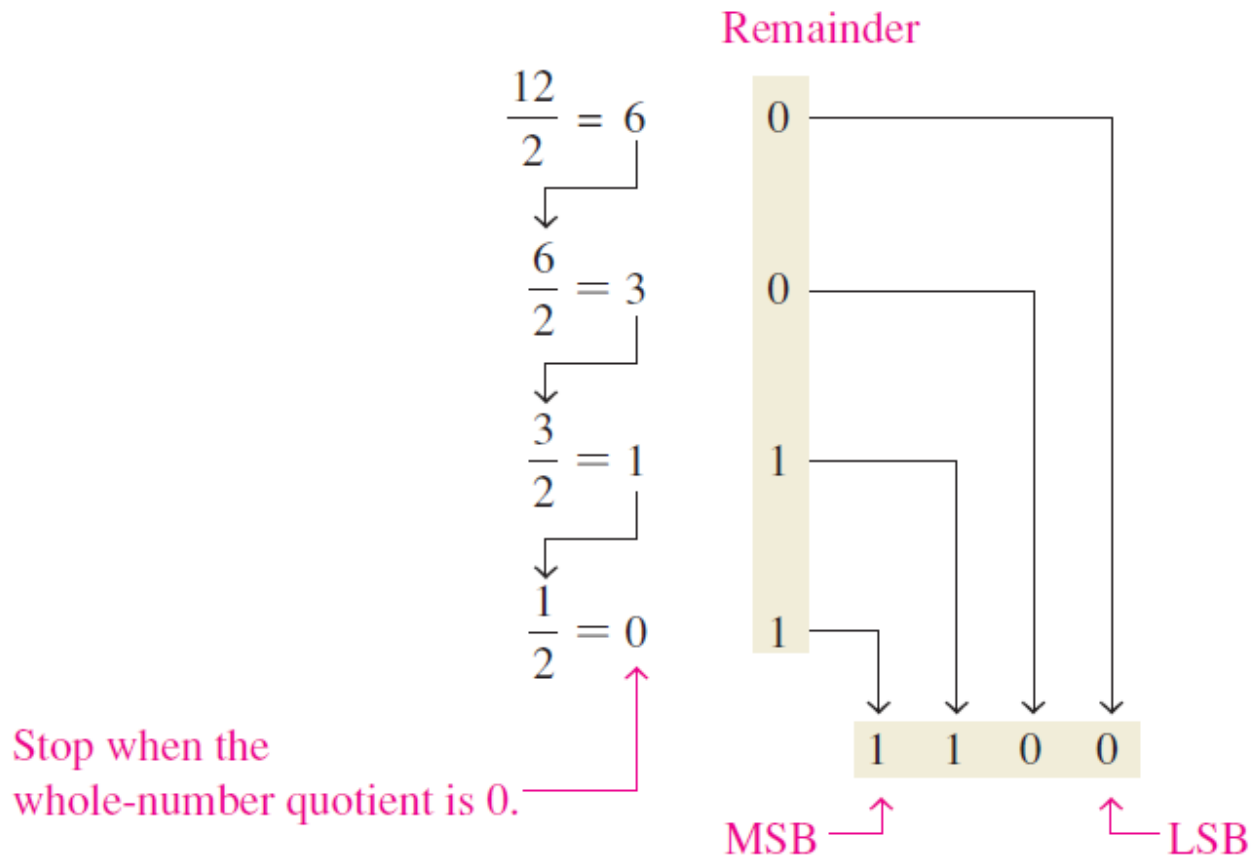 Remainder
12/2 = 6 0
6/2 = 3 0
3/2 = 1 1
1/2 = 0 1
Stop when the
whole-number quotient is 0.
1 1 0 0
MSB LSB